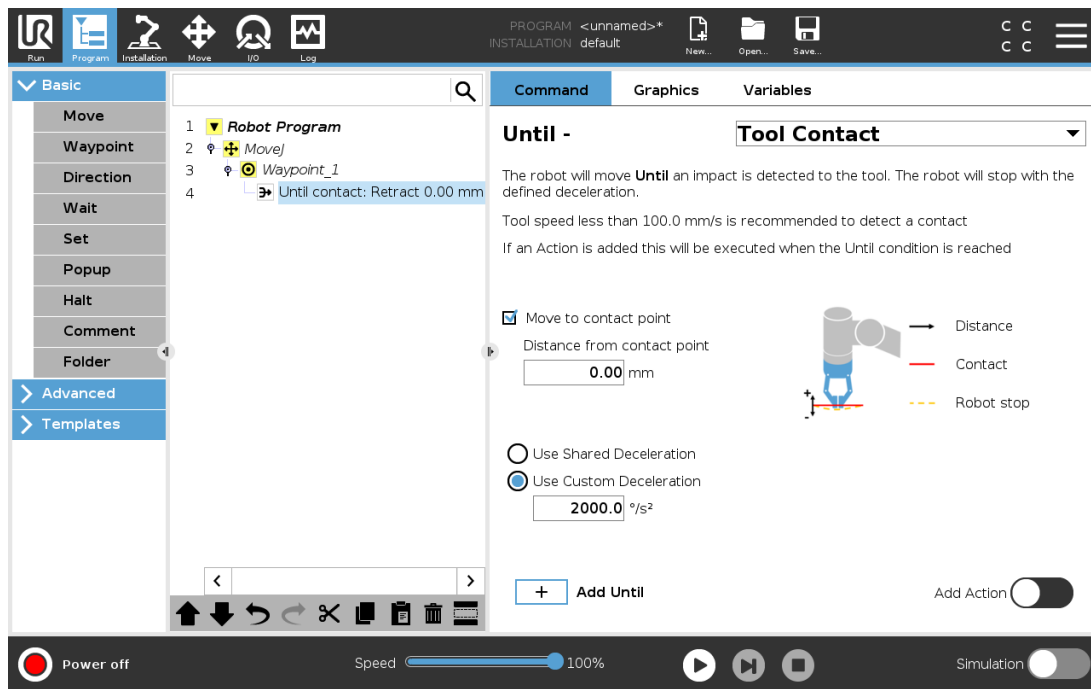 UR
Run
Program
Installation
Move
I/O
Log
PROGRAM <unnamed>*
INSTALLATION default
New...
Open...
Save...
C C
C C
Basic
Move
Waypoint
Direction
Wait
Set
Popup
Halt
Comment
Folder
Advanced
Templates
1 Robot Program
2 MoveJ
3 Waypoint_1
4 Until contact: Retract 0.00 mm
Command Graphics Variables
Until - Tool Contact
The robot will move Until an impact is detected to the tool. The robot will stop with the
defined deceleration.
Tool speed less than 100.0 mm/s is recommended to detect a contact
If an Action is added this will be executed when the Until condition is reached
Move to contact point
Distance from contact point
0.00 mm
+
-
Distance
Contact
Robot stop
Use Shared Deceleration
Use Custom Deceleration
2000.0 °/s²
+ Add Until
Add Action
Power off
Speed 100%
Simulation